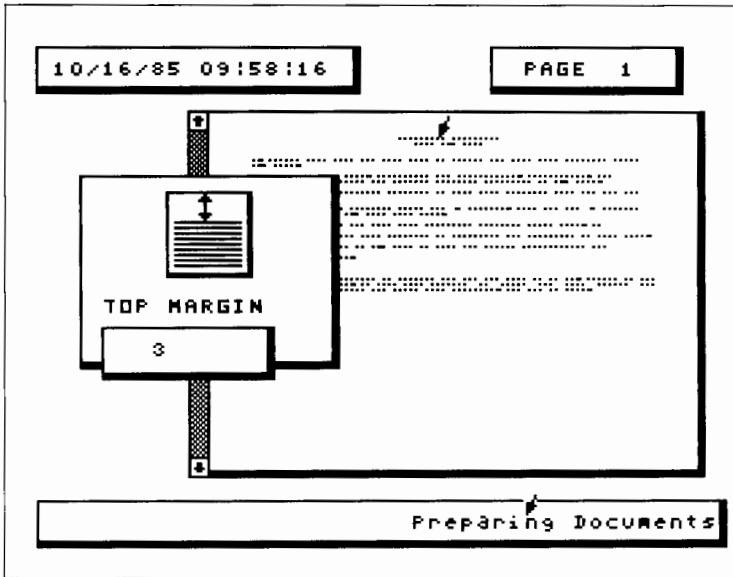 10/16/85 09:58:16
PAGE 1
TOP MARGIN
3
Preparing Documents